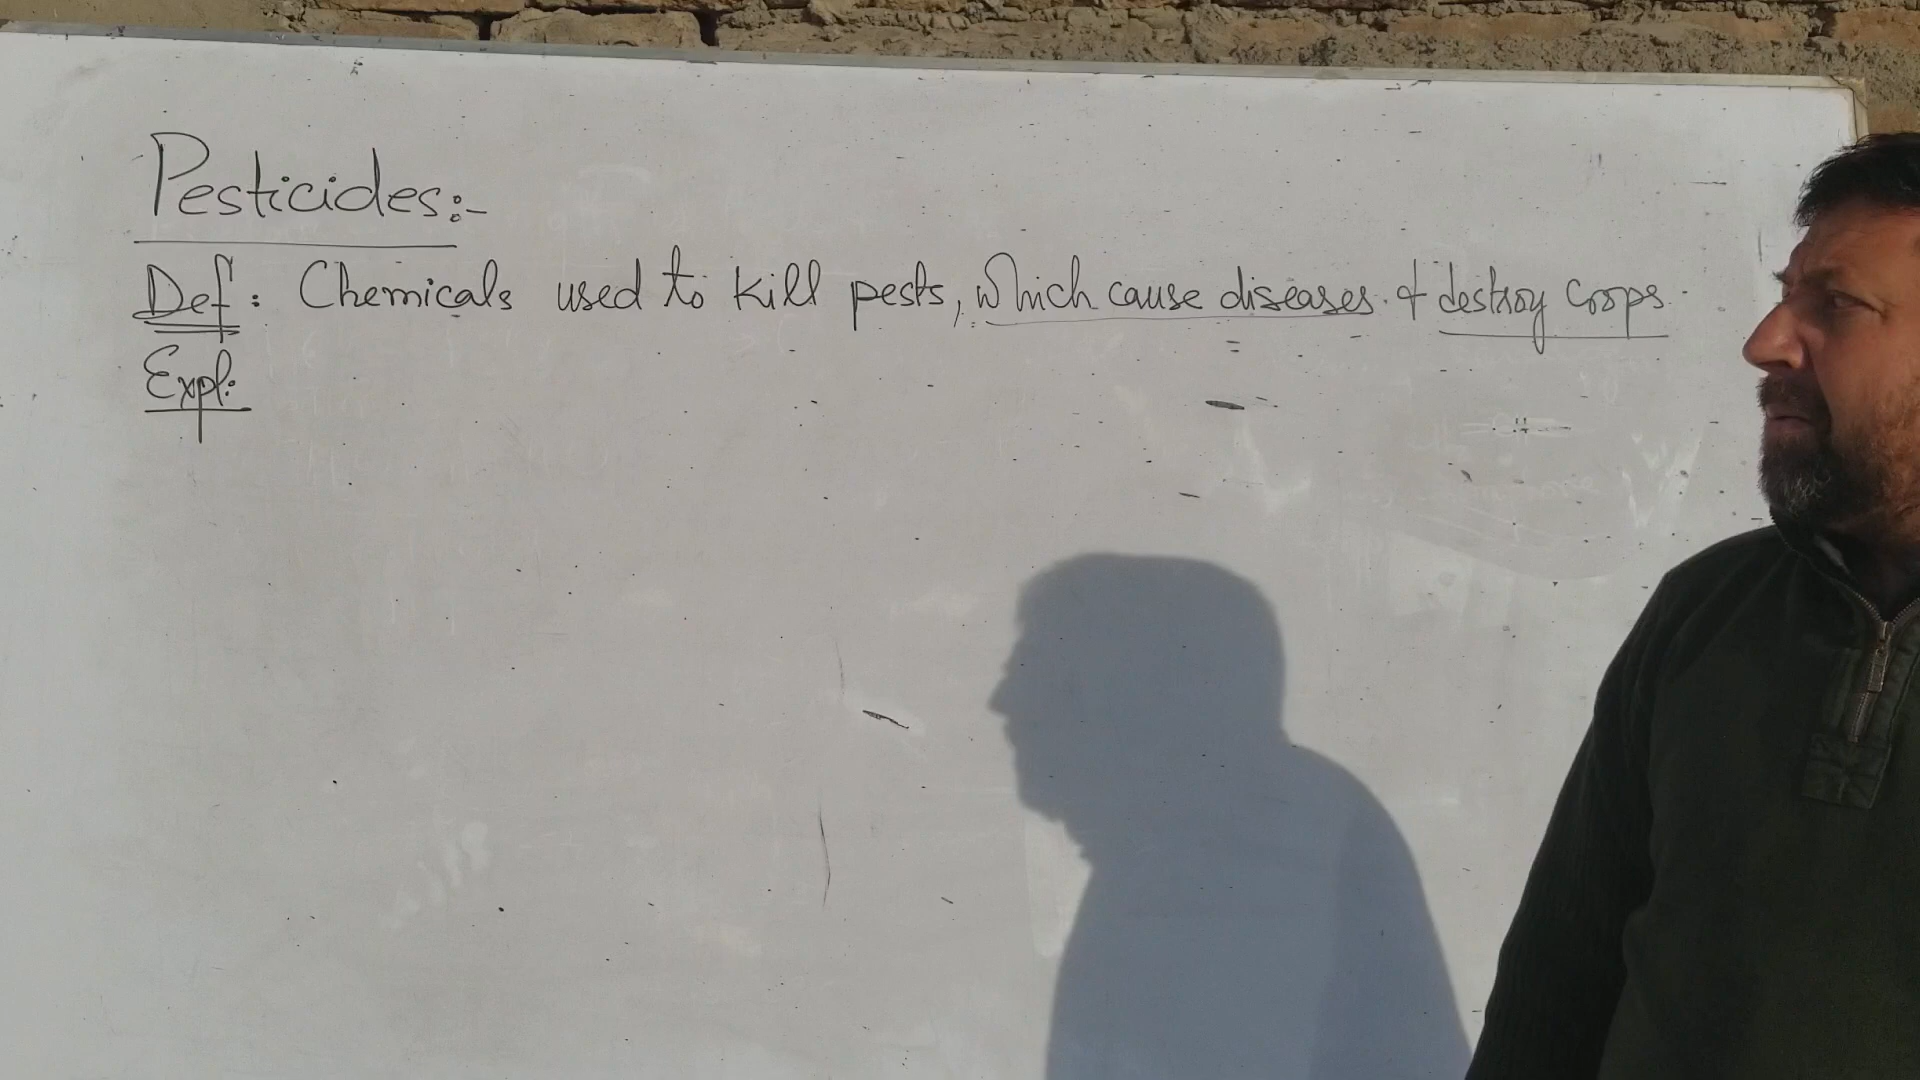 Pesticides:-
Def: Chemicals used to kill pests, which cause diseases. & destroy crops.
Expl: